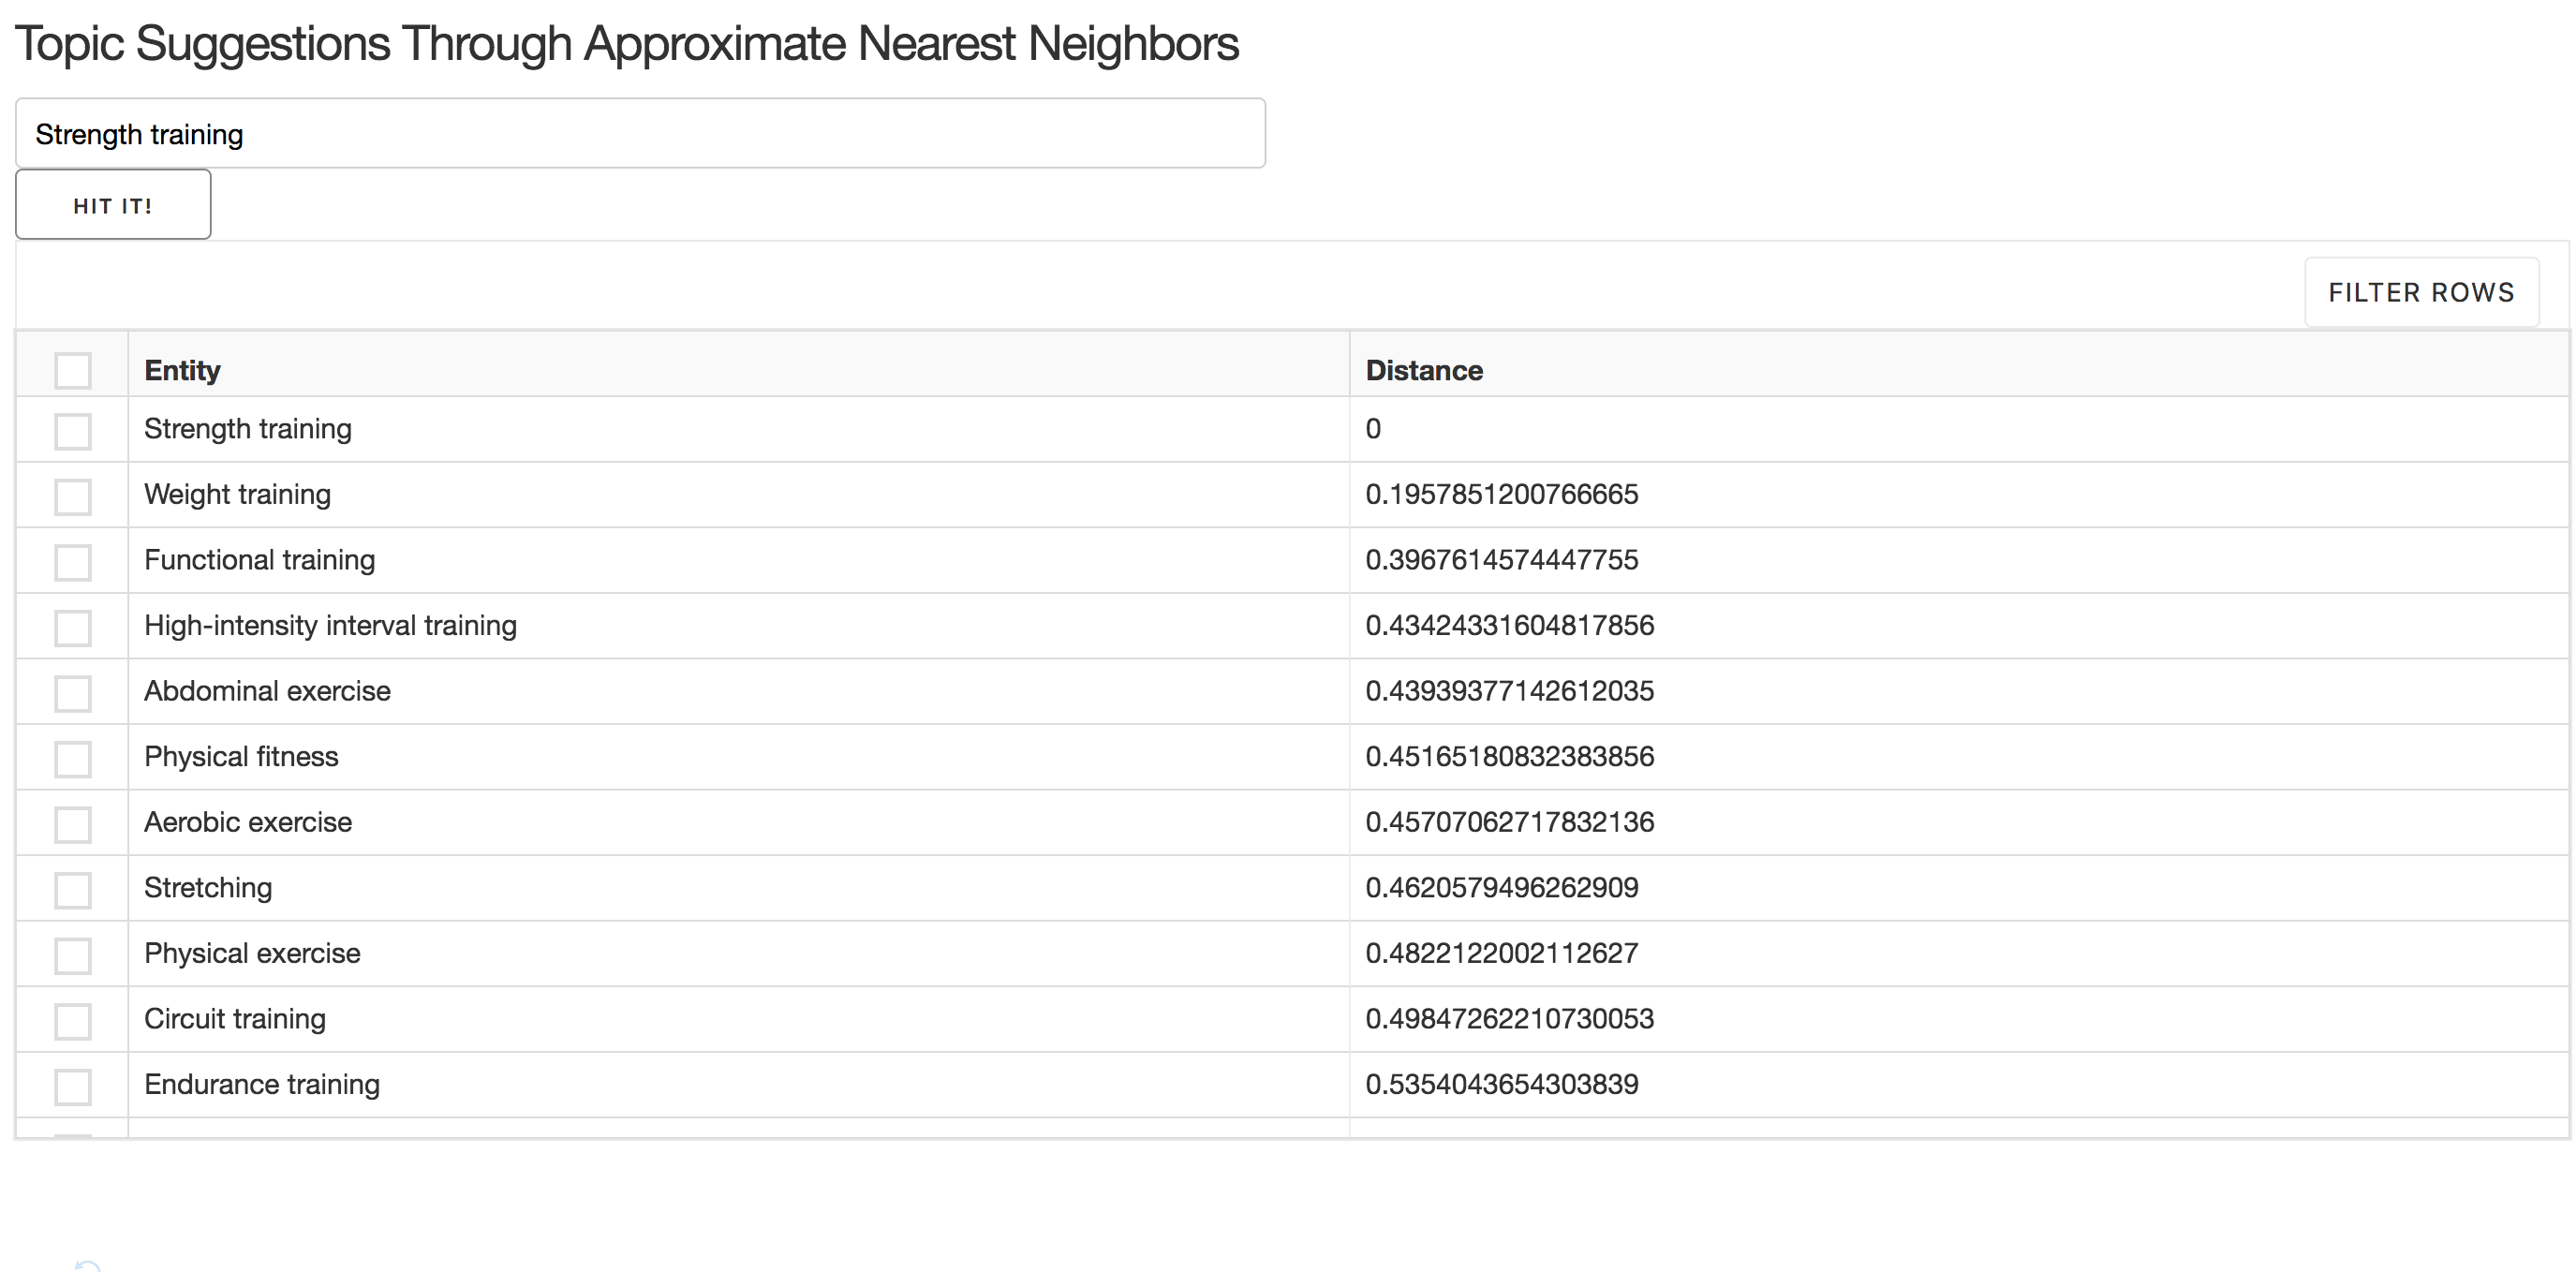 Topic Suggestions Through Approximate Nearest Neighbors
Strength training
HIT IT!
FILTER ROWS
Entity Distance
Strength training 0
Weight training 0.1957851200766665
Functional training 0.3967614574447755
High-intensity interval training 0.43424331604817856
Abdominal exercise 0.43939377142612035
Physical fitness 0.45165180832383856
Aerobic exercise 0.45707062717832136
Stretching 0.4620579496262909
Physical exercise 0.4822122002112627
Circuit training 0.49847262210730053
Endurance training 0.5354043654303839